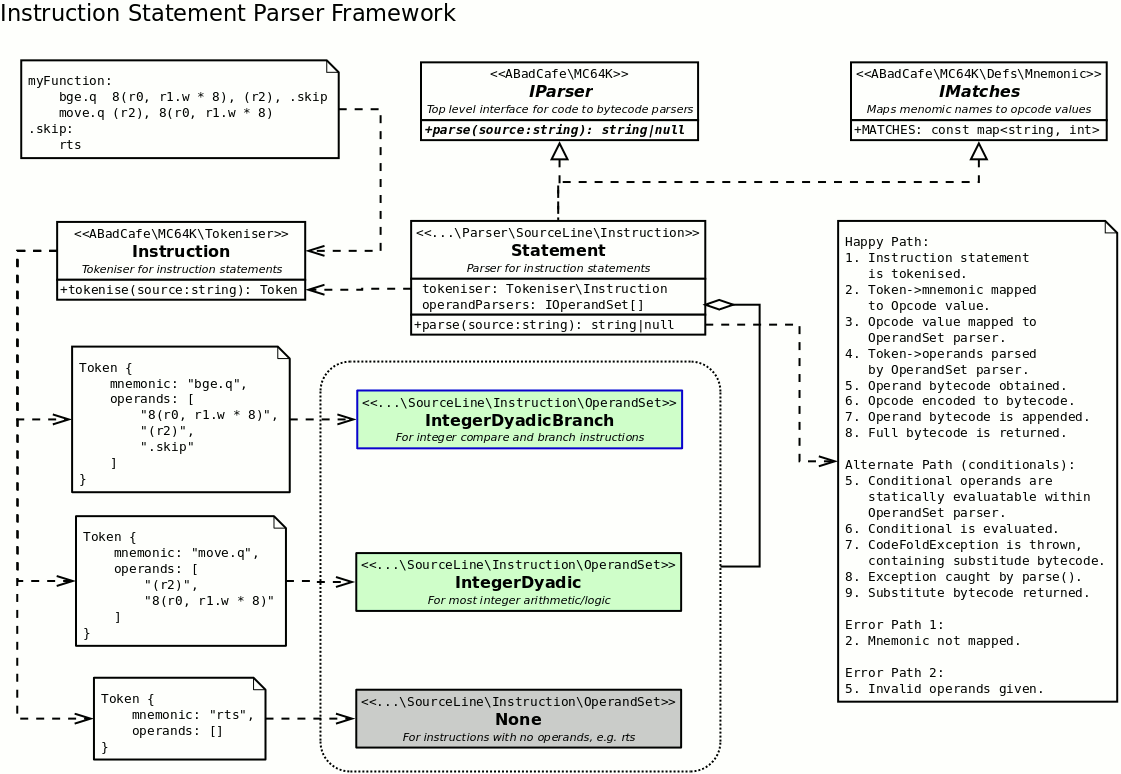 Instruction Statement Parser Framework
myFunction:
    bge.q  8(r0, r1.w * 8), (r2), .skip
    move.q (r2), 8(r0, r1.w * 8)
.skip:
    rts
<<ABadCafe\MC64K>>
IParser
Top level interface for code to bytecode parsers
+parse(source:string): string|null
<<ABadCafe\MC64K\Defs\Mnemonic>>
IMatches
Maps menomic names to opcode values
+MATCHES: const map<string, int>
<<ABadCafe\MC64K\Tokeniser>>
Instruction
Tokeniser for instruction statements
+tokenise(source:string): Token
<<...\Parser\SourceLine\Instruction>>
Statement
Parser for instruction statements
tokeniser: Tokeniser\Instruction
operandParsers: IOperandSet[]
+parse(source:string): string|null
Happy Path:
1. Instruction statement
   is tokenised.
2. Token->mnemonic mapped
   to Opcode value.
3. Opcode value mapped to
   OperandSet parser.
4. Token->operands parsed
   by OperandSet parser.
5. Operand bytecode obtained.
6. Opcode encoded to bytecode.
7. Operand bytecode is appended.
8. Full bytecode is returned.
Alternate Path (conditionals):
5. Conditional operands are
   statically evaluatable within
   OperandSet parser.
6. Conditional is evaluated.
7. CodeFoldException is thrown,
   containing substitude bytecode.
8. Exception caught by parse().
9. Substitute bytecode returned.
Error Path 1:
2. Mnemonic not mapped.
Error Path 2:
5. Invalid operands given.
Token {
    mnemonic: "bge.q",
    operands: [
        "8(r0, r1.w * 8)",
        "(r2)",
        ".skip"
    ]
}
<<...\SourceLine\Instruction\OperandSet>>
IntegerDyadicBranch
For integer compare and branch instructions
Token {
    mnemonic: "move.q",
    operands: [
        "(r2)",
        "8(r0, r1.w * 8)"
    ]
}
<<...\SourceLine\Instruction\OperandSet>>
IntegerDyadic
For most integer arithmetic/logic
Token {
    mnemonic: "rts",
    operands: []
}
<<...\SourceLine\Instruction\OperandSet>>
None
For instructions with no operands, e.g. rts